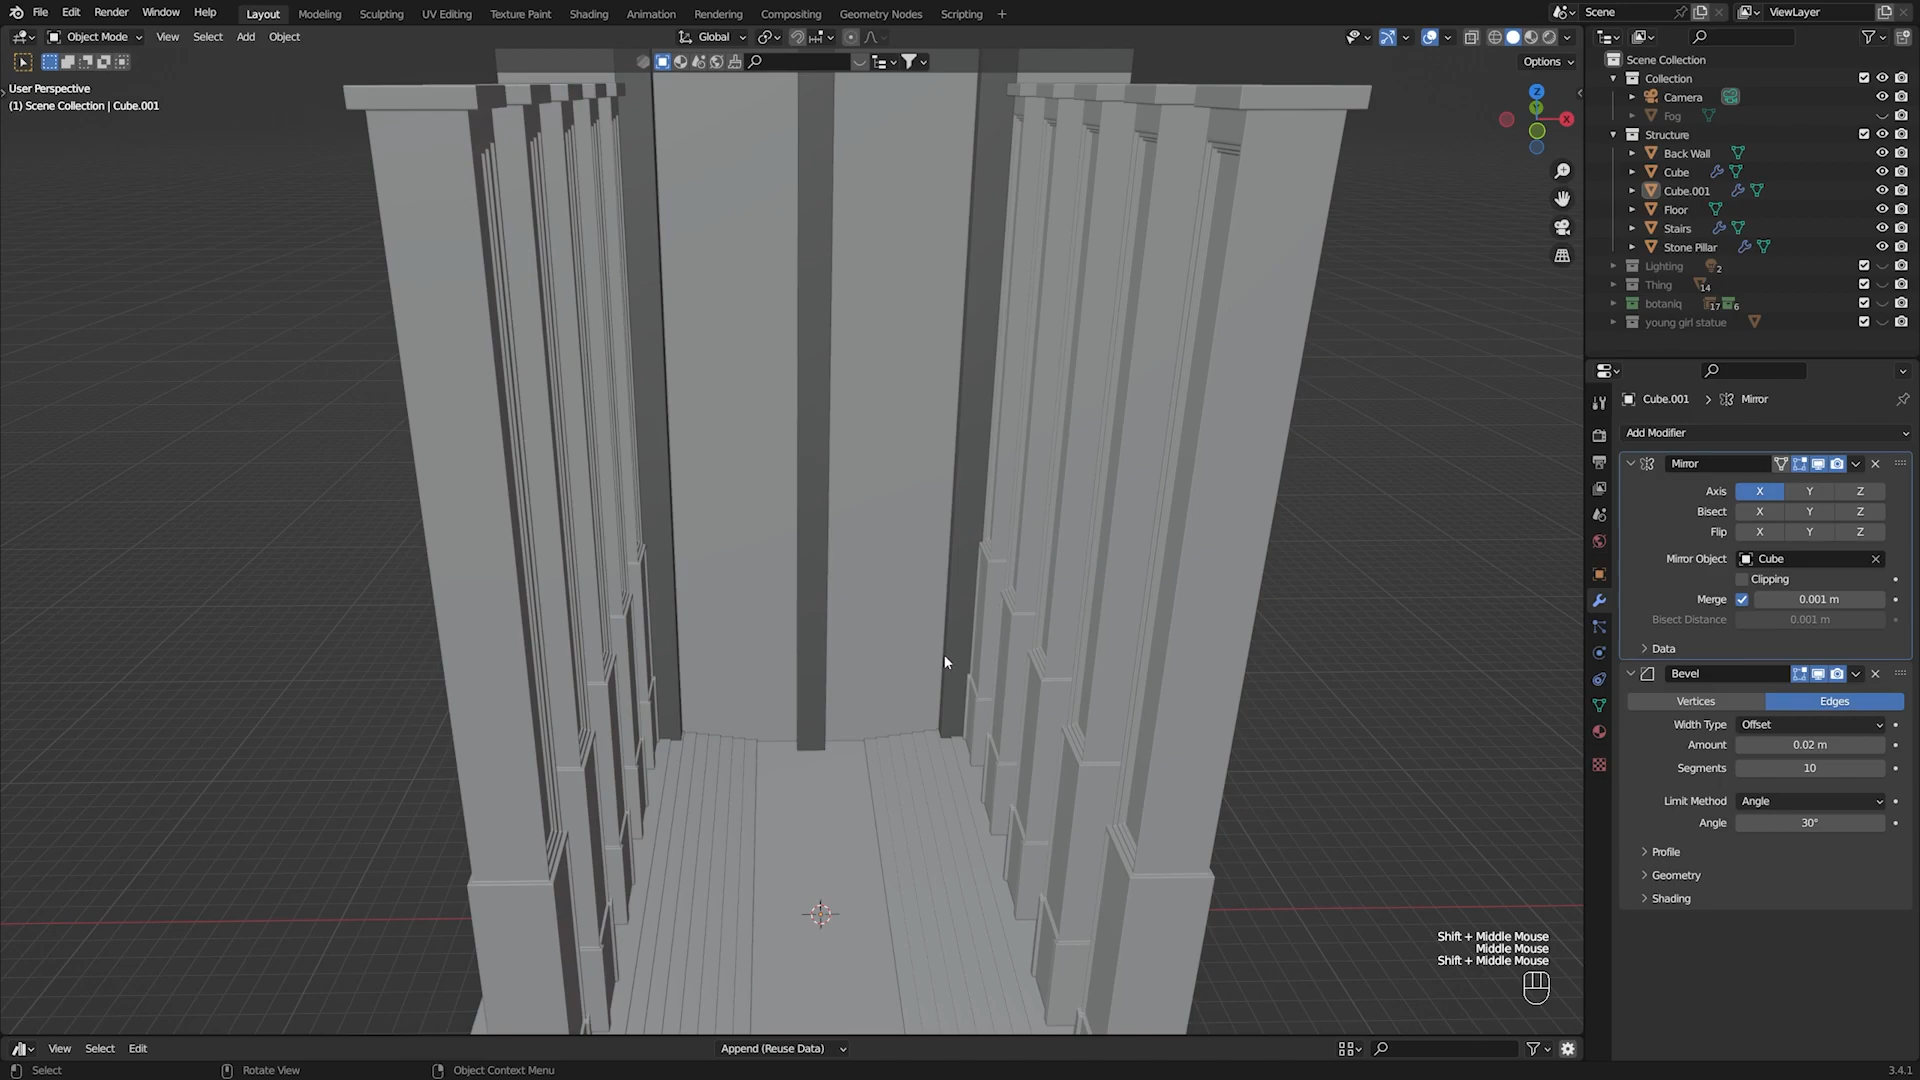 File Edit Render Window Help Layout Modeling Sculpting UV Editing Texture Paint Shading Animation Rendering Compositing Geometry Nodes Scripting + Scene ViewLayer
Object Mode View Select Add Object Global
Options
User Perspective
(1) Scene Collection | Cube.001
Z
Y
X
Scene Collection
Collection
Camera
Fog
Structure
Back Wall
Cube
Cube.001
Floor
Stairs
Stone Pillar
Lighting 2
Thing 14
botaniq 17 6
young girl statue
Cube.001 > Mirror
Add Modifier
Mirror
Axis X Y Z
Bisect X Y Z
Flip X Y Z
Mirror Object Cube
Clipping
Merge 0.001 m
Bisect Distance 0.001 m
Data
Bevel
Vertices Edges
Width Type Offset
Amount 0.02 m
Segments 10
Limit Method Angle
Angle 30°
Profile
Geometry
Shading
Shift + Middle Mouse
Middle Mouse
Shift + Middle Mouse
View Select Edit Append (Reuse Data)
Select Rotate View Object Context Menu 3.4.1